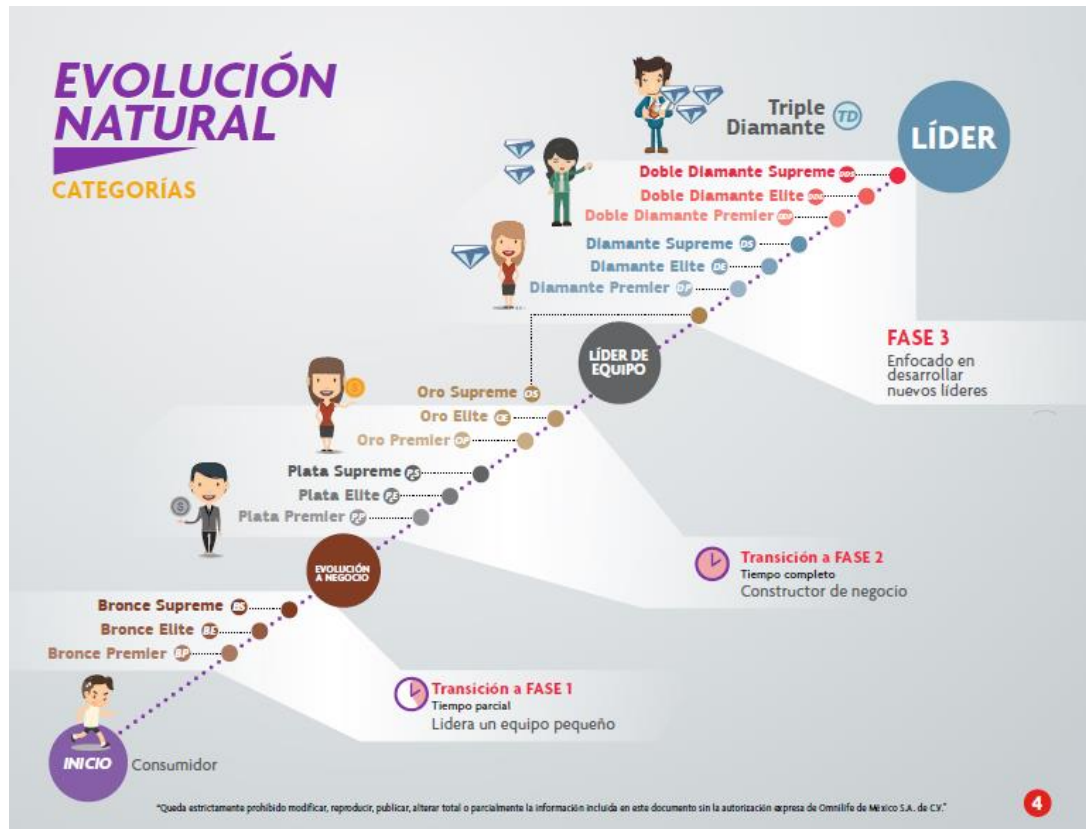 EVOLUCIÓN
NATURAL
CATEGORÍAS
Triple
Diamante TD
LÍDER
Doble Diamante Supreme DDS
Doble Diamante Elite
Doble Diamante Premier DDP
Diamante Supreme DS
Diamante Elite DE
Diamante Premier DP
FASE 3
Enfocado en
desarrollar
nuevos líderes
LÍDER DE
EQUIPO
Oro Supreme OS
Oro Elite
Oro Premier OP
Plata Supreme PS
Plata Elite PE
Plata Premier PP
Transición a FASE 2
Tiempo completo
Constructor de negocio
EVOLUCIÓN
A NEGOCIO
Bronce Supreme BS
Bronce Elite BE
Bronce Premier BP
Transición a FASE 1
Tiempo parcial
Lidera un equipo pequeño
INICIO Consumidor
"Queda estrictamente prohibido modificar, reproducir, publicar, alterar total o parcialmente la información incluida en este documento sin la autorización expresa de Omnilife de México S.A. de C.V."
4